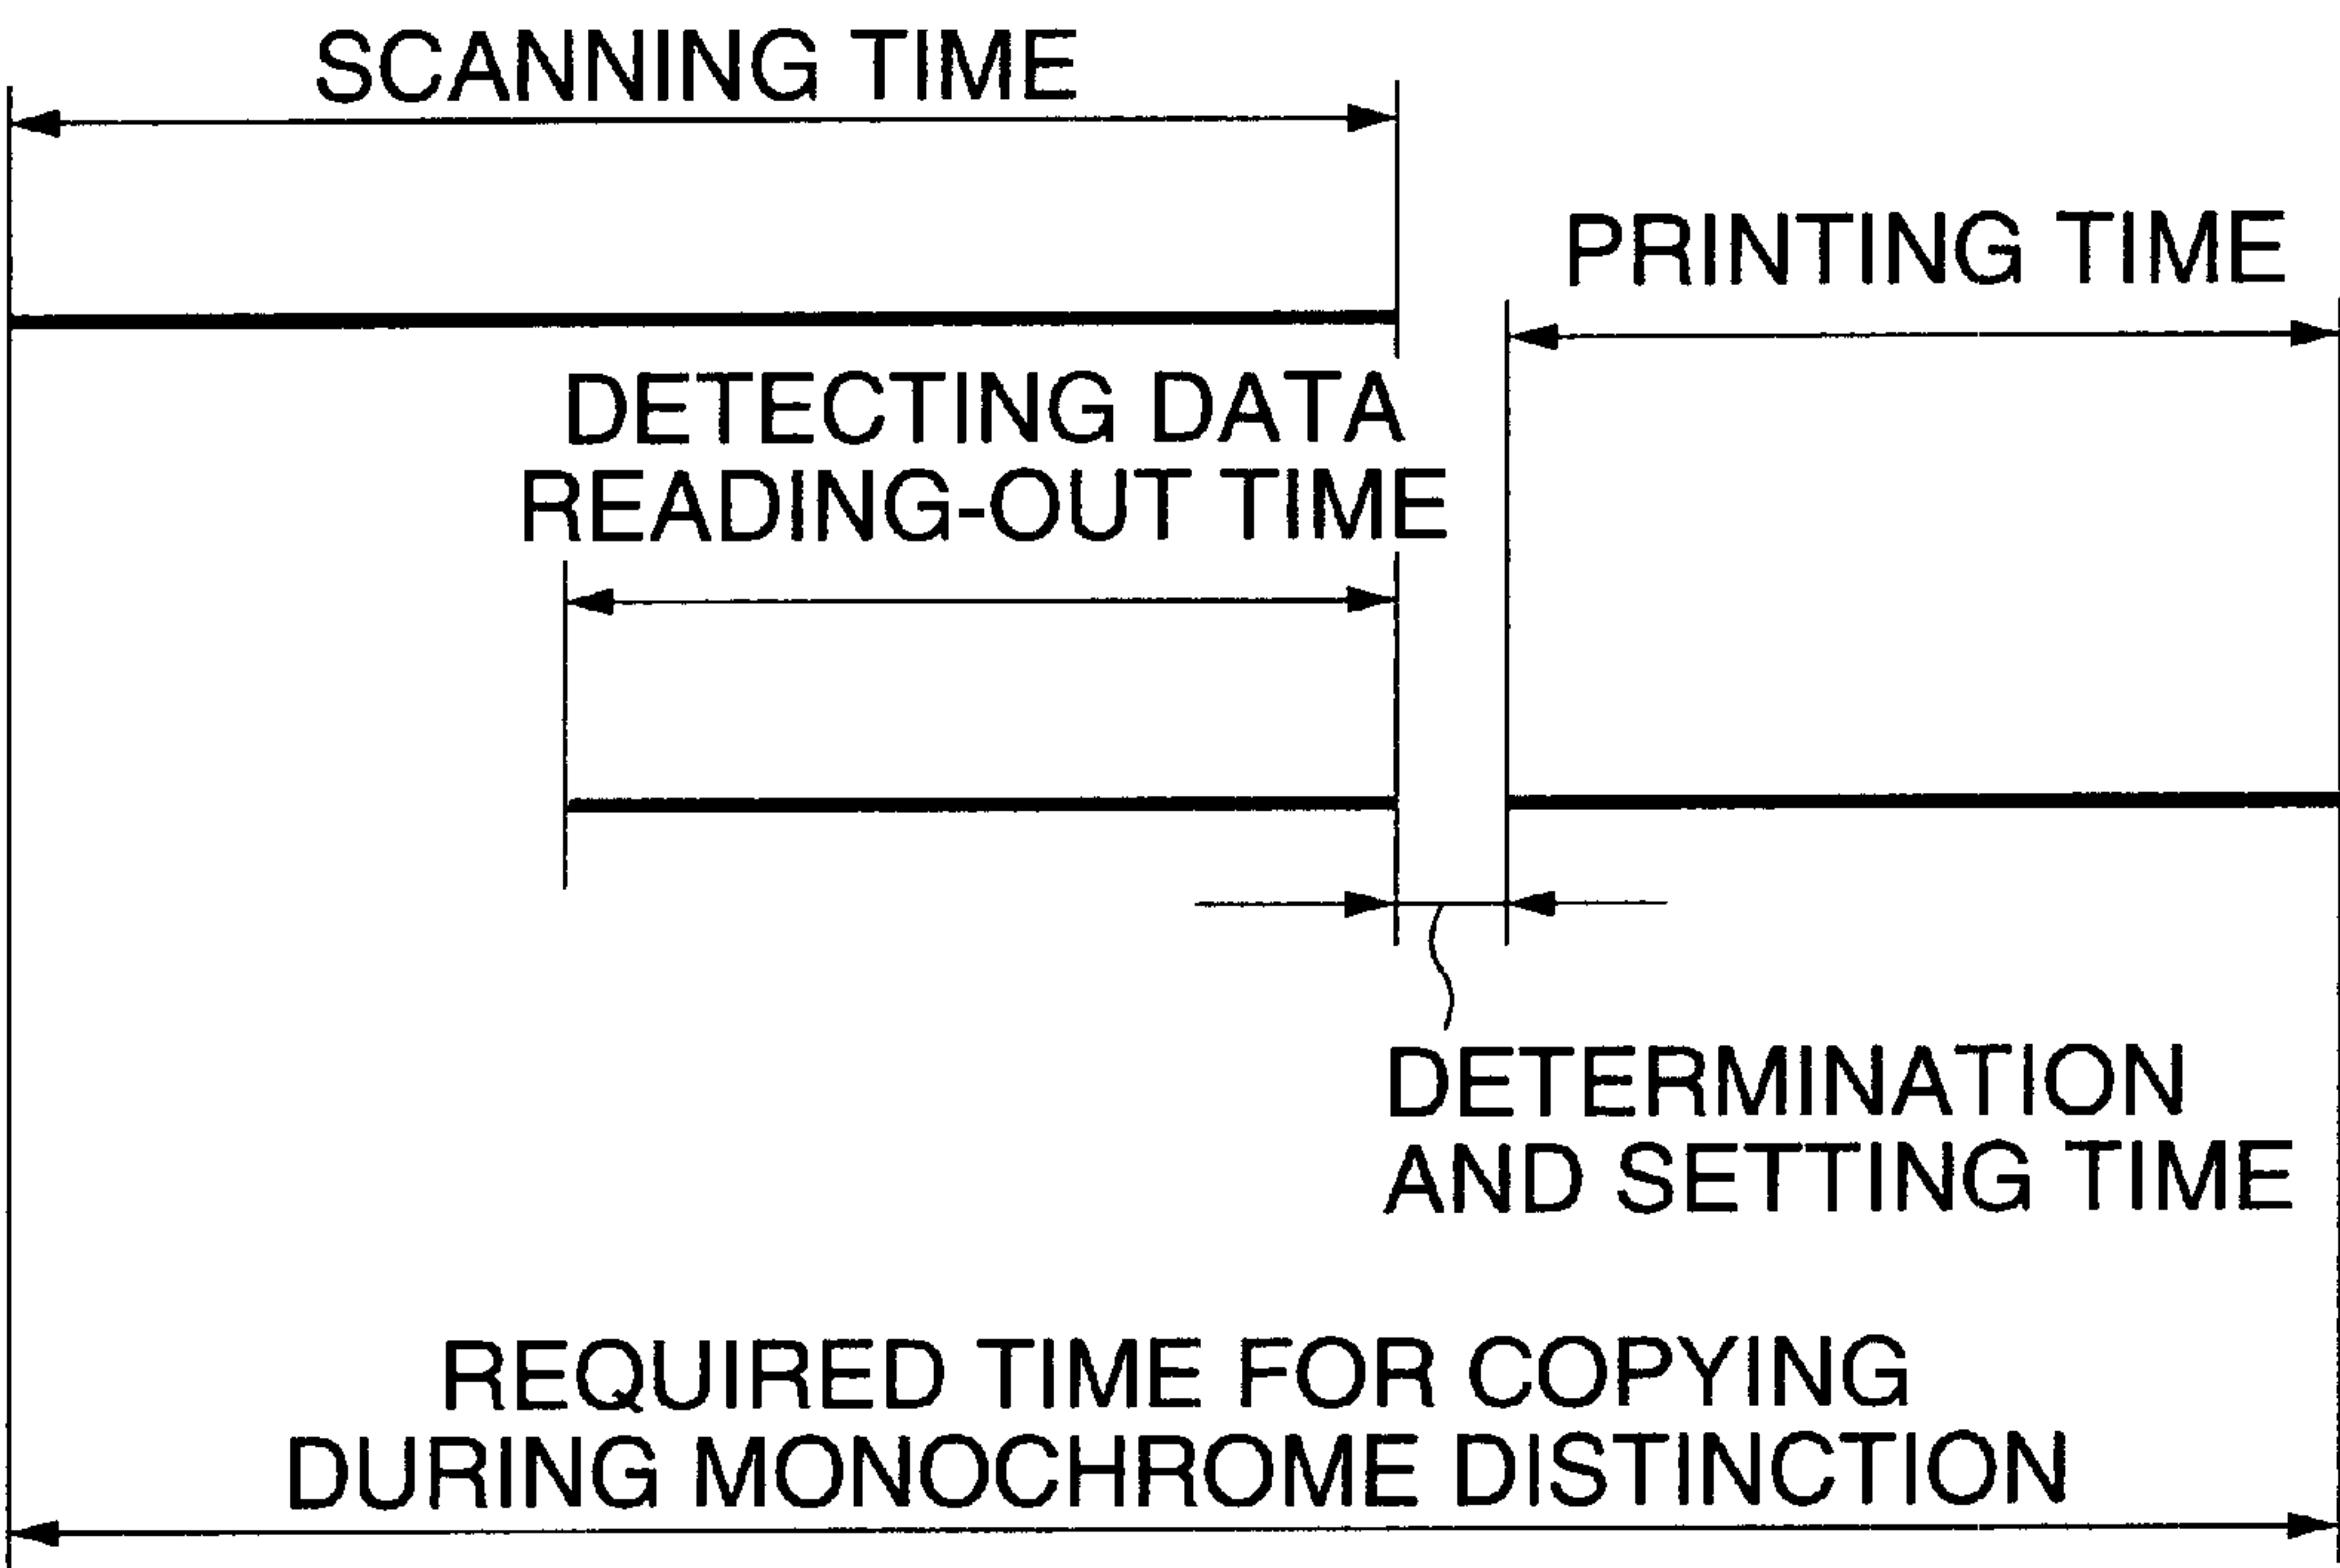 SCANNING TIME
PRINTING TIME
DETECTING DATA
READING-OUT TIME
DETERMINATION
AND SETTING TIME
REQUIRED TIME FOR COPYING
DURING MONOCHROME DISTINCTION